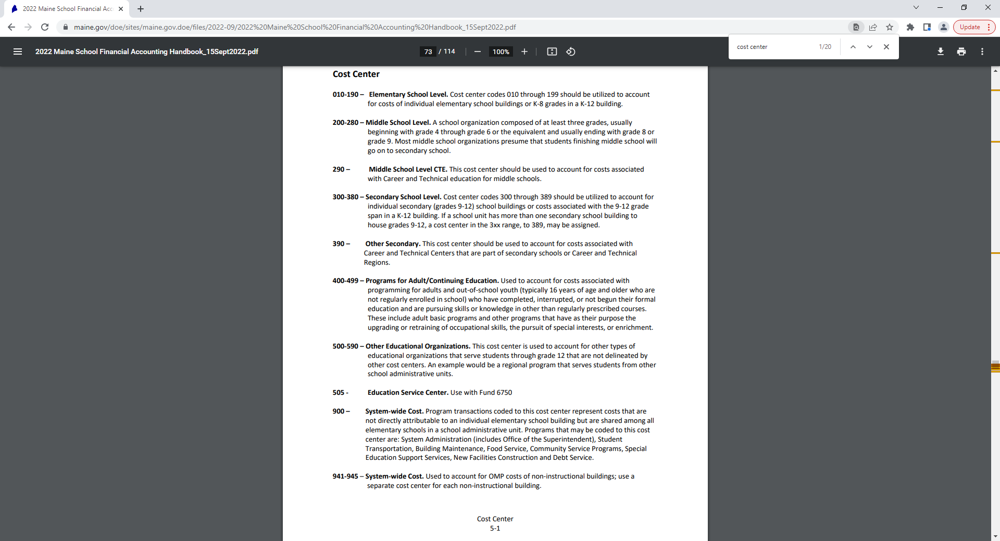 2022 Maine School Financial Acc
maine.gov/doe/sites/maine.gov.doe/files/2022-09/2022%20Maine%20School%20Financial%20Accounting%20Handbook_15Sept2022.pdf
Update
2022 Maine School Financial Accounting Handbook_15Sept2022.pdf
73 / 114
100%
cost center
1/20
Cost Center
010-190 – Elementary School Level. Cost center codes 010 through 199 should be utilized to account
for costs of individual elementary school buildings or K-8 grades in a K-12 building.
200-280 – Middle School Level. A school organization composed of at least three grades, usually
beginning with grade 4 through grade 6 or the equivalent and usually ending with grade 8 or
grade 9. Most middle school organizations presume that students finishing middle school will
go on to secondary school.
290 – Middle School Level CTE. This cost center should be used to account for costs associated
with Career and Technical education for middle schools.
300-380 – Secondary School Level. Cost center codes 300 through 389 should be utilized to account for
individual secondary (grades 9-12) school buildings or costs associated with the 9-12 grade
span in a K-12 building. If a school unit has more than one secondary school building to
house grades 9-12, a cost center in the 3xx range, to 389, may be assigned.
390 – Other Secondary. This cost center should be used to account for costs associated with
Career and Technical Centers that are part of secondary schools or Career and Technical
Regions.
400-499 – Programs for Adult/Continuing Education. Used to account for costs associated with
programming for adults and out-of-school youth (typically 16 years of age and older who are
not regularly enrolled in school) who have completed, interrupted, or not begun their formal
education and are pursuing skills or knowledge in other than regularly prescribed courses.
These include adult basic programs and other programs that have as their purpose the
upgrading or retraining of occupational skills, the pursuit of special interests, or enrichment.
500-590 – Other Educational Organizations. This cost center is used to account for other types of
educational organizations that serve students through grade 12 that are not delineated by
other cost centers. An example would be a regional program that serves students from other
school administrative units.
505 - Education Service Center. Use with Fund 6750
900 – System-wide Cost. Program transactions coded to this cost center represent costs that are
not directly attributable to an individual elementary school building but are shared among all
elementary schools in a school administrative unit. Programs that may be coded to this cost
center are: System Administration (includes Office of the Superintendent), Student
Transportation, Building Maintenance, Food Service, Community Service Programs, Special
Education Support Services, New Facilities Construction and Debt Service.
941-945 – System-wide Cost. Used to account for OMP costs of non-instructional buildings; use a
separate cost center for each non-instructional building.
Cost Center
5-1